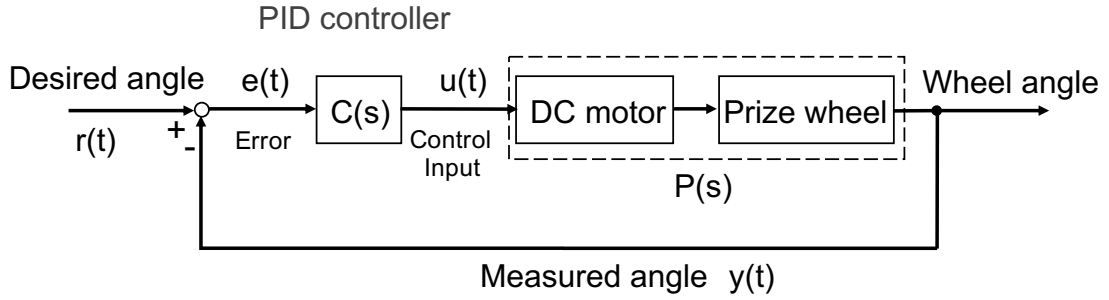 PID controller
Desired angle
e(t)
u(t)
Wheel angle
C(s)
DC motor
Prize wheel
r(t)
+
-
Error
Control
Input
P(s)
Measured angle y(t)